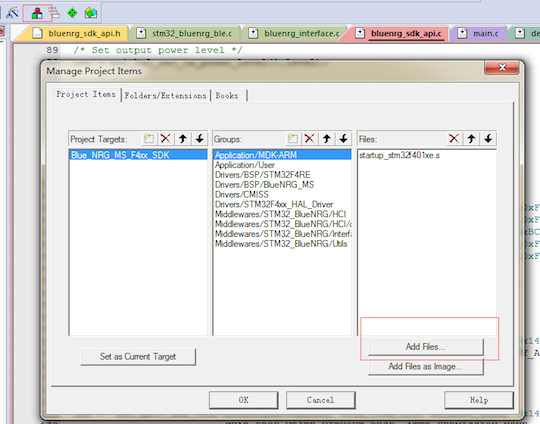 bluenrg_sdk_api.h
stm32_bluenrg_ble.c
bluenrg_interface.c
bluenrg_sdk_api.c
main.c
de
89 /* Set output power level */
Manage Project Items
Project Items
Folders/Extensions
Books
Project Targets:
Groups:
Files:
Blue_NRG_MS_F4xx_SDK
Application/MDK-ARM
Application/User
Drivers/BSP/STM32F4RE
Drivers/BSP/BlueNRG_MS
Drivers/CMISS
Drivers/STM32F4xx_HAL_Driver
Middlewares/STM32_BlueNRG/HCI
Middlewares/STM32_BlueNRG/HCI/c
Middlewares/STM32_BlueNRG/Interfa
Middlewares/STM32_BlueNRG/Utils
startup_stm32f401xe.s
Set as Current Target
Add Files...
Add Files as Image...
OK
Cancel
Help